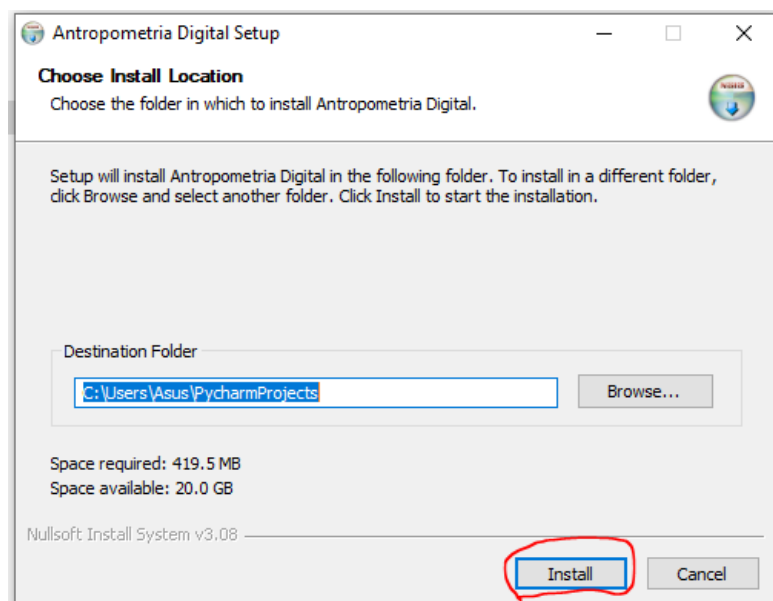 Antropometria Digital Setup
Choose Install Location
Choose the folder in which to install Antropometria Digital.
Setup will install Antropometria Digital in the following folder. To install in a different folder,
click Browse and select another folder. Click Install to start the installation.
Destination Folder
C:\Users\Asus\PycharmProjects
Browse...
Space required: 419.5 MB
Space available: 20.0 GB
Nullsoft Install System v3.08
Install
Cancel